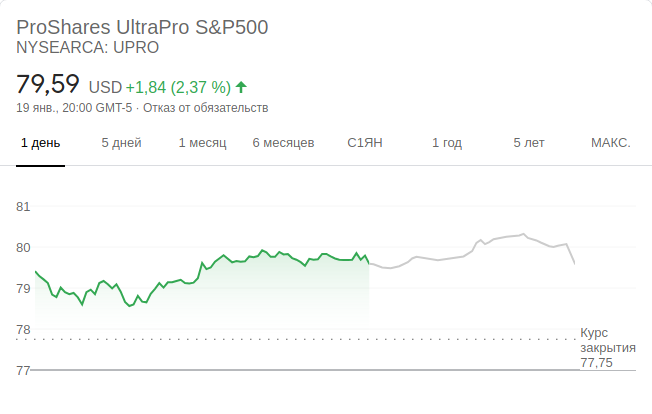 ProShares UltraPro S&P500
NYSEARCA: UPRO
79,59 USD +1,84 (2,37 %)
19 янв., 20:00 GMT-5 · Отказ от обязательств
1 день 5 дней 1 месяц 6 месяцев С1ЯН 1 год 5 лет МАКС.
81
80
79
78
Курс
закрытия
77,75
77